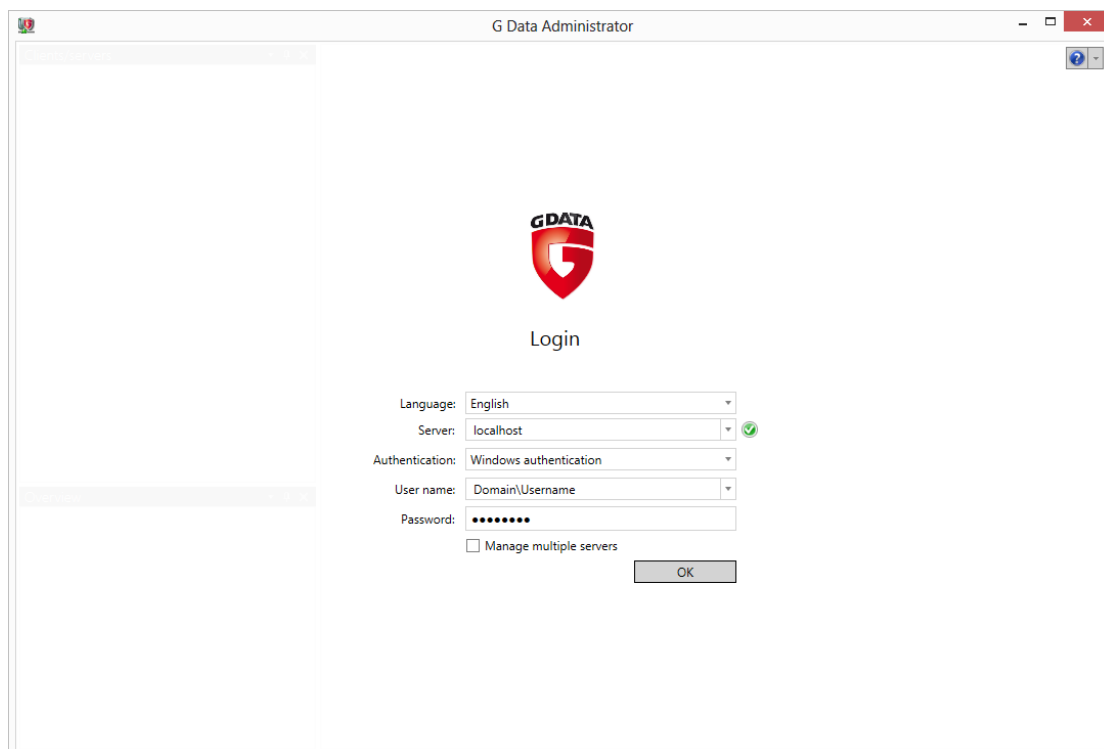 G Data Administrator
GDATA
Login
Language: English
Server: localhost
Authentication: Windows authentication
User name: Domain\Username
Password: ••••••••
Manage multiple servers
OK